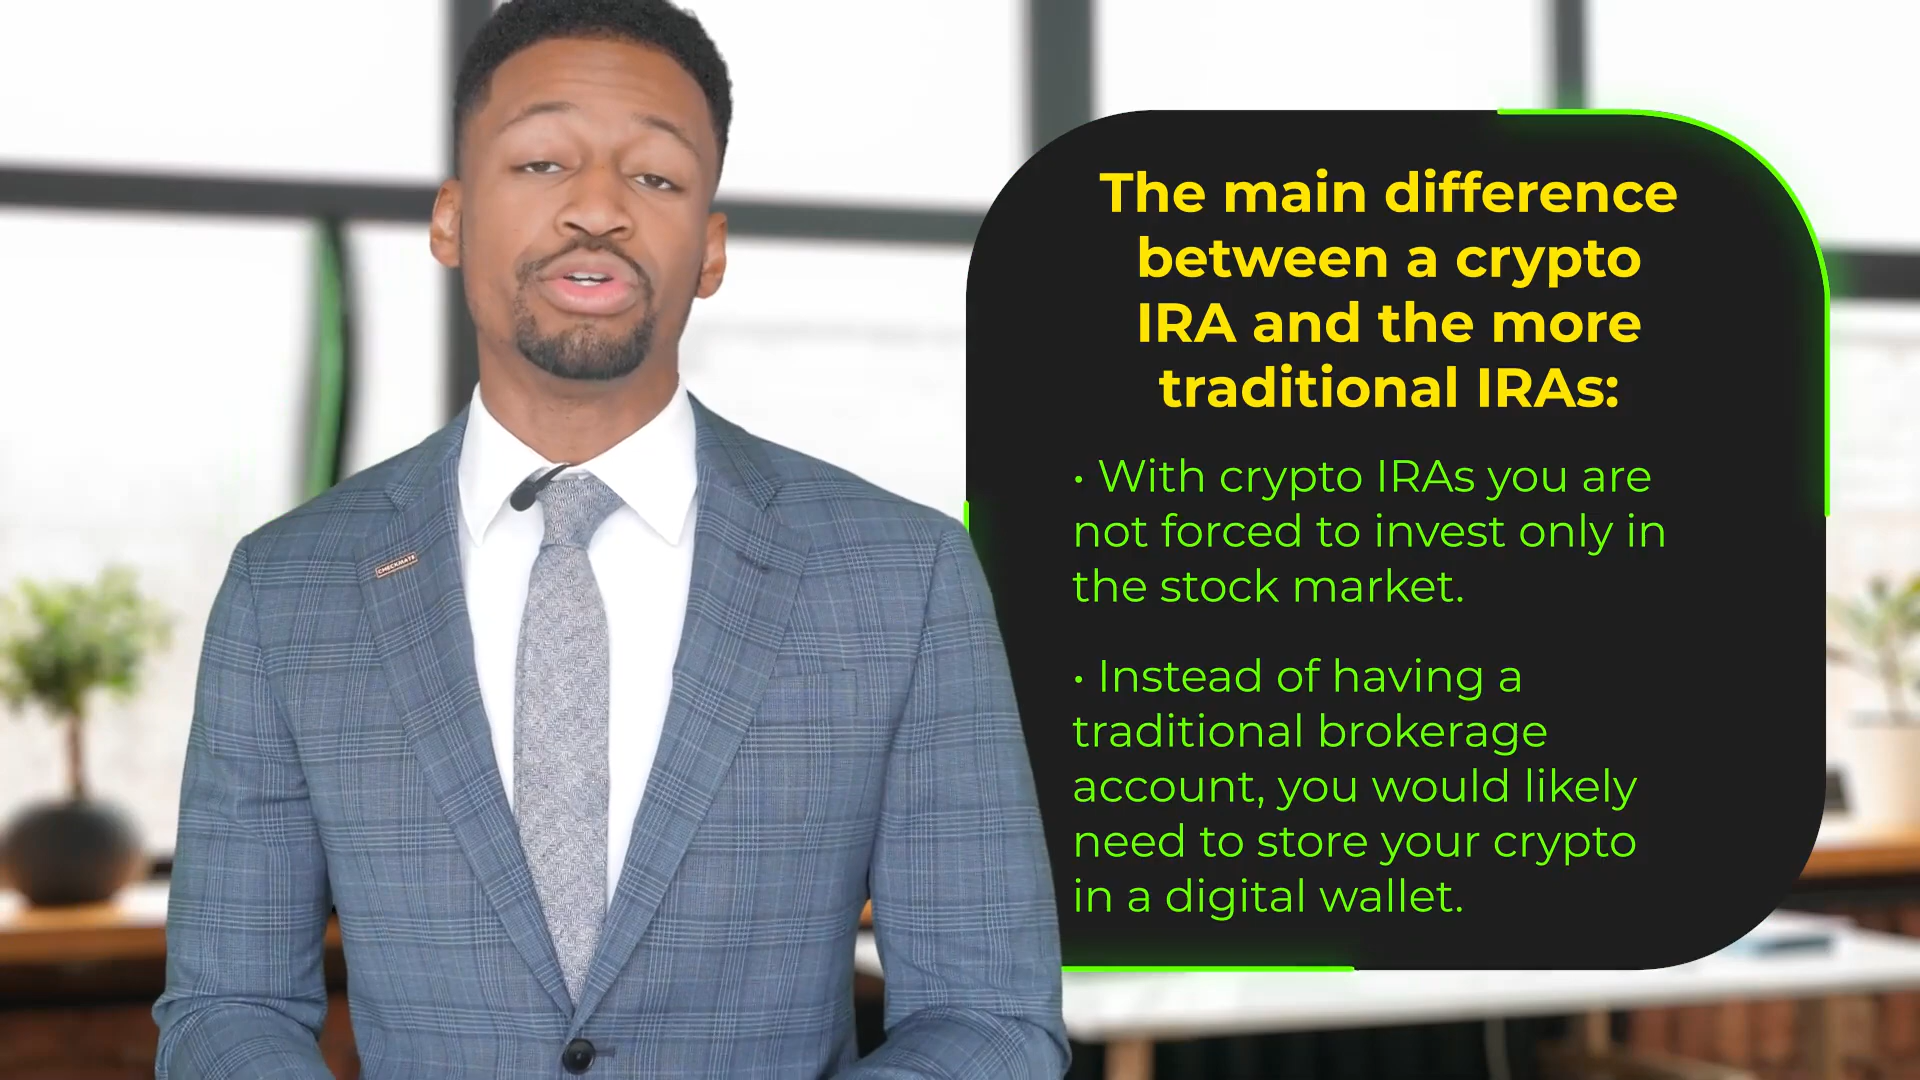 The main difference
between a crypto
IRA and the more
traditional IRAs:
• With crypto IRAs you are
not forced to invest only in
the stock market.
• Instead of having a
traditional brokerage
account, you would likely
need to store your crypto
in a digital wallet.
CHECKMATE